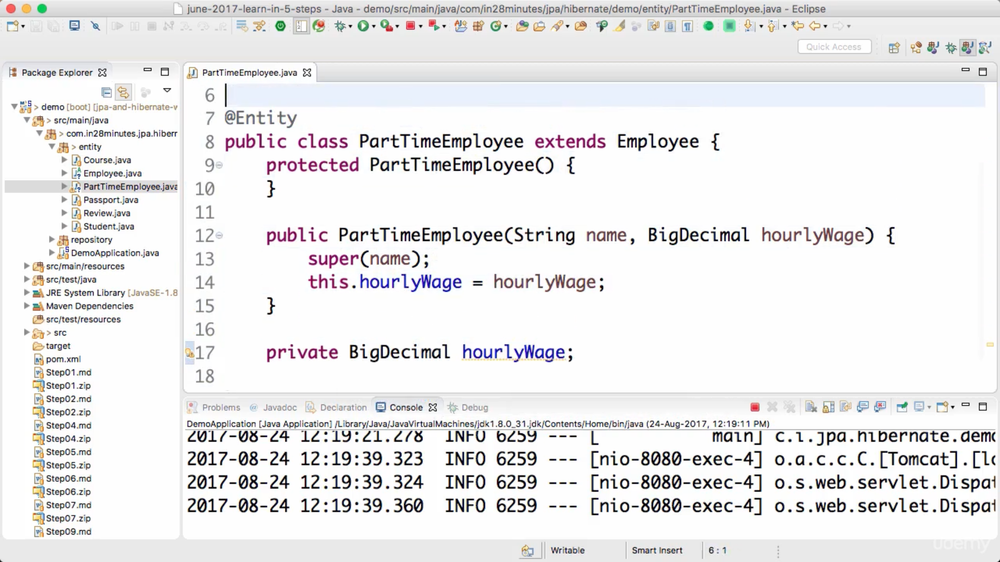 june-2017-learn-in-5-steps - Java - demo/src/main/java/com/in28minutes/jpa/hibernate/demo/entity/PartTimeEmployee.java - Eclipse
Quick Access
Package Explorer
PartTimeEmployee.java
> demo [boot] [jpa-and-hibernate-w
> src/main/java
> com.in28minutes.jpa.hibern
> entity
Course.java
Employee.java
PartTimeEmployee.java
Passport.java
Review.java
Student.java
repository
DemoApplication.java
src/main/resources
src/test/java
JRE System Library [JavaSE-1.8
Maven Dependencies
src/test/resources
> src
target
pom.xml
Step01.md
Step01.zip
Step02.md
Step02.zip
Step04.md
Step04.zip
Step05.md
Step05.zip
Step06.md
Step06.zip
Step07.md
Step07.zip
Step09.md
6
7 @Entity
8 public class PartTimeEmployee extends Employee {
9 protected PartTimeEmployee() {
10 }
11
12 public PartTimeEmployee(String name, BigDecimal hourlyWage) {
13 super(name);
14 this.hourlyWage = hourlyWage;
15 }
16
17 private BigDecimal hourlyWage;
18
Problems @ Javadoc Declaration Console Debug
DemoApplication [Java Application] /Library/Java/JavaVirtualMachines/jdk1.8.0_31.jdk/Contents/Home/bin/java (24-Aug-2017, 12:19:11 PM)
2017-08-24 12:19:21.278 INFO 6259 --- [ main] c.i.jpa.hibernate.demo
2017-08-24 12:19:39.323 INFO 6259 --- [nio-8080-exec-4] o.a.c.c.C.[Tomcat].[lo
2017-08-24 12:19:39.324 INFO 6259 --- [nio-8080-exec-4] o.s.web.servlet.Dispat
2017-08-24 12:19:39.360 INFO 6259 --- [nio-8080-exec-4] o.s.web.servlet.Dispat
Writable Smart Insert 6 : 1
udemy